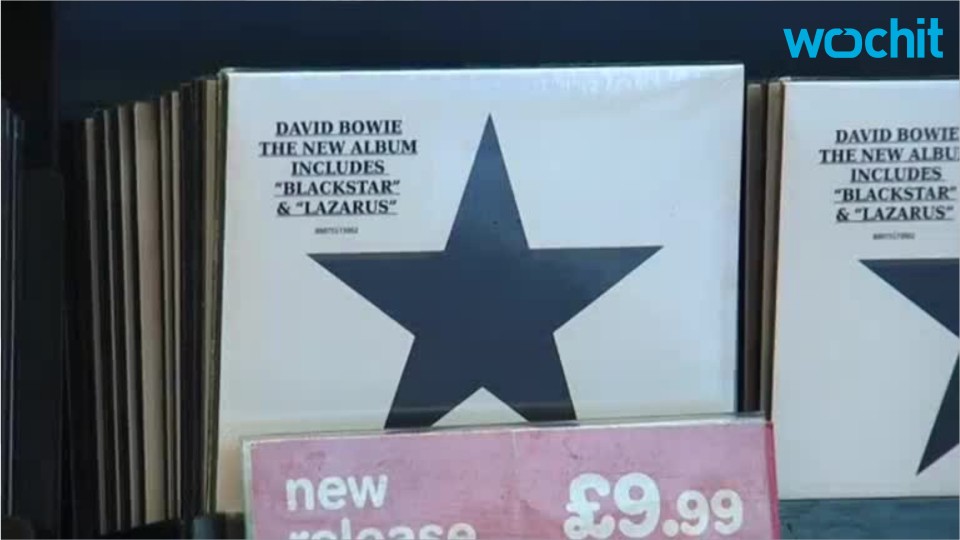 wochit
DAVID BOWIE
THE NEW ALBUM
INCLUDES
"BLACKSTAR"
& "LAZARUS"
DAVID BOWIE
THE NEW ALBU
INCLUDES
"BLACKSTAR"
& "LAZARUS"
new
release
£9.99